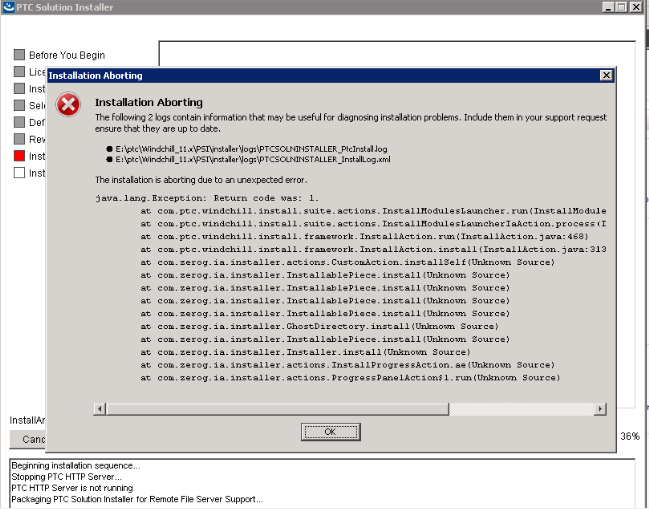 PTC Solution Installer
Before You Begin
Installation Aborting
Installation Aborting
The following 2 logs contain information that may be useful for diagnosing installation problems. Include them in your support request
ensure that they are up to date.
E:\ptc\Windchill_11.x\PSI\installer\logs\PTCSOLNINSTALLER_PtcInstall.log
E:\ptc\Windchill_11.x\PSI\installer\logs\PTCSOLNINSTALLER_InstallLog.xml
The installation is aborting due to an unexpected error.
java.lang.Exception: Return code was: 1.
at com.ptc.windchill.install.suite.actions.InstallModulesLauncher.run(InstallModule
at com.ptc.windchill.install.suite.actions.InstallModulesLauncherIaAction.process(I
at com.ptc.windchill.install.framework.InstallAction.run(InstallAction.java:468)
at com.ptc.windchill.install.framework.InstallAction.install(InstallAction.java:313
at com.zerog.ia.installer.actions.CustomAction.installSelf(Unknown Source)
at com.zerog.ia.installer.InstallablePiece.install(Unknown Source)
at com.zerog.ia.installer.InstallablePiece.install(Unknown Source)
at com.zerog.ia.installer.InstallablePiece.install(Unknown Source)
at com.zerog.ia.installer.InstallablePiece.install(Unknown Source)
at com.zerog.ia.installer.GhostDirectory.install(Unknown Source)
at com.zerog.ia.installer.InstallablePiece.install(Unknown Source)
at com.zerog.ia.installer.Installer.install(Unknown Source)
at com.zerog.ia.installer.actions.InstallProgressAction.ae(Unknown Source)
at com.zerog.ia.installer.actions.ProgressPanelAction$1.run(Unknown Source)
OK
Lice
Inst
Sele
Def
Rev
Inst
Inst
InstallAn
Canc
36%
Beginning installation sequence...
Stopping PTC HTTP Server...
PTC HTTP Server is not running
Packaging PTC Solution Installer for Remote File Server Support...